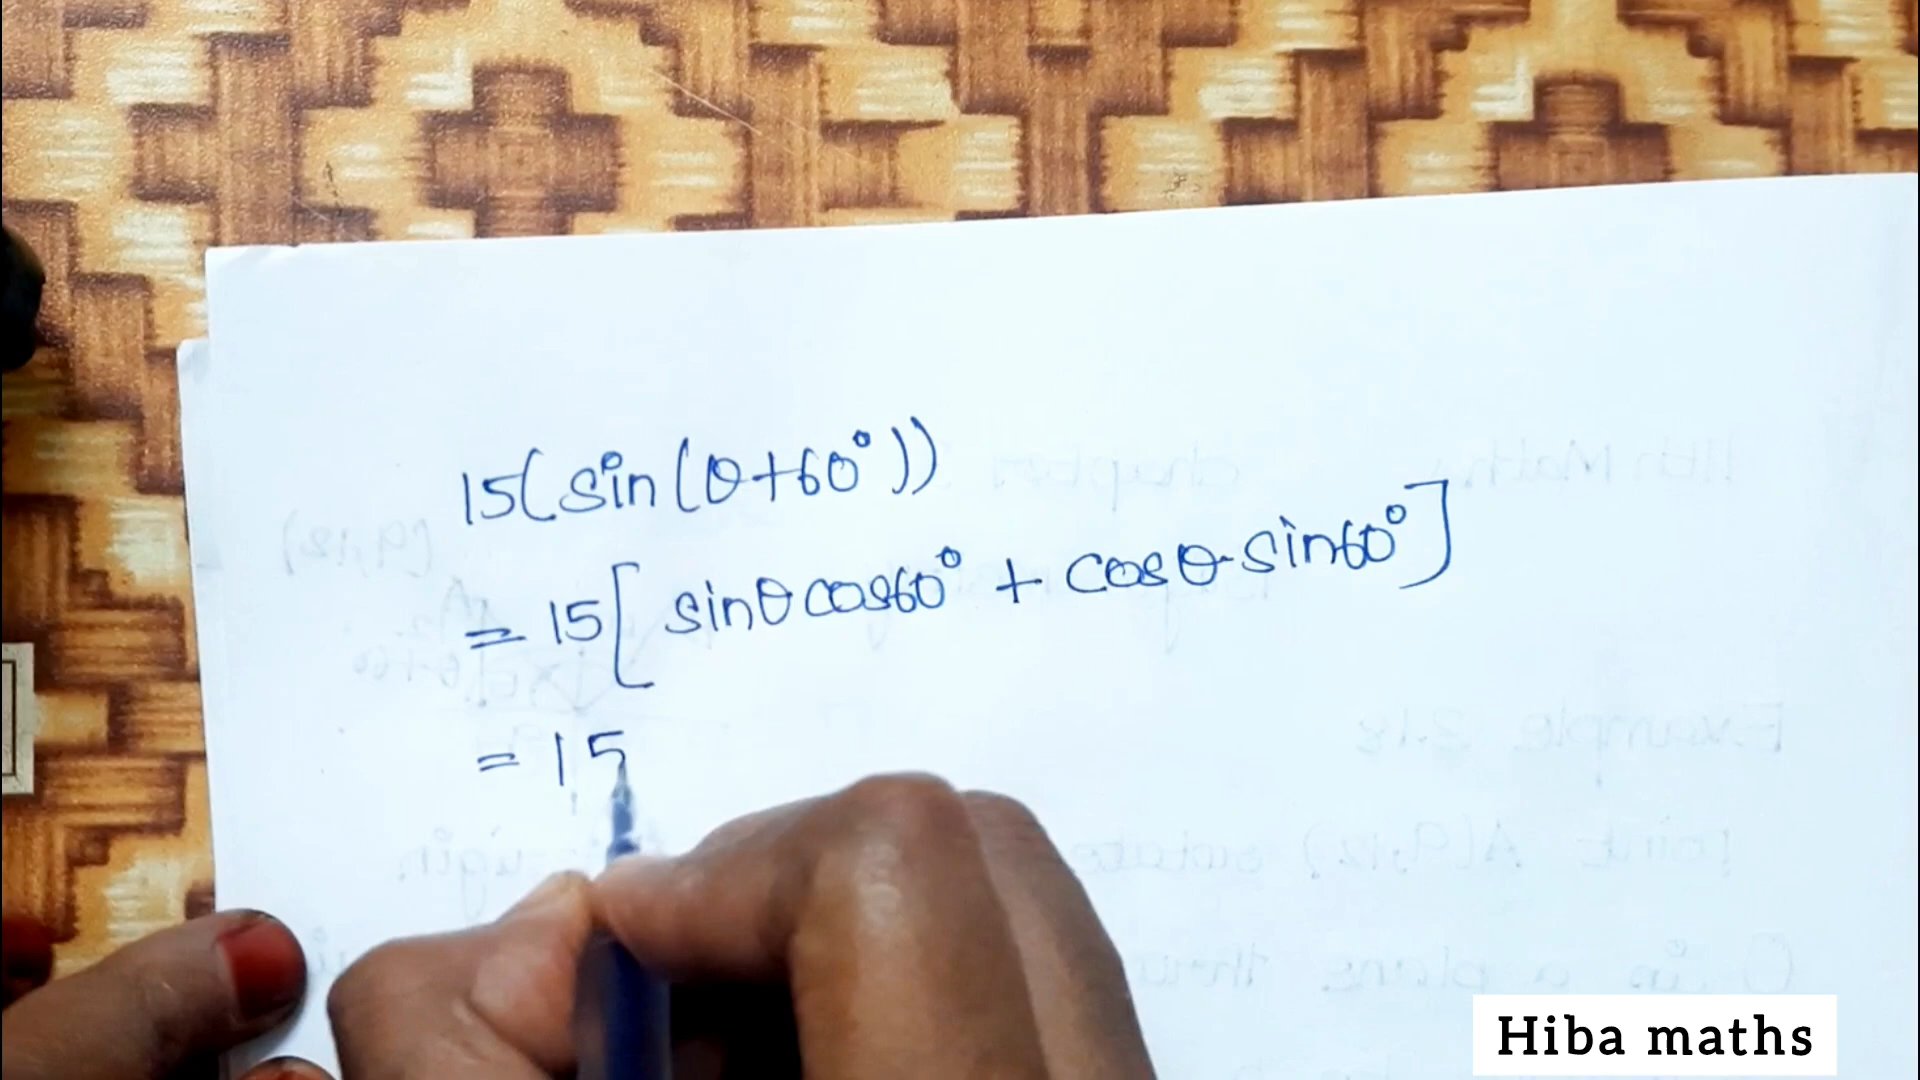 15(sin(θ+60°))
= 15[ sinθ cos60° + cosθ·sin60°]
= 15
Hiba maths